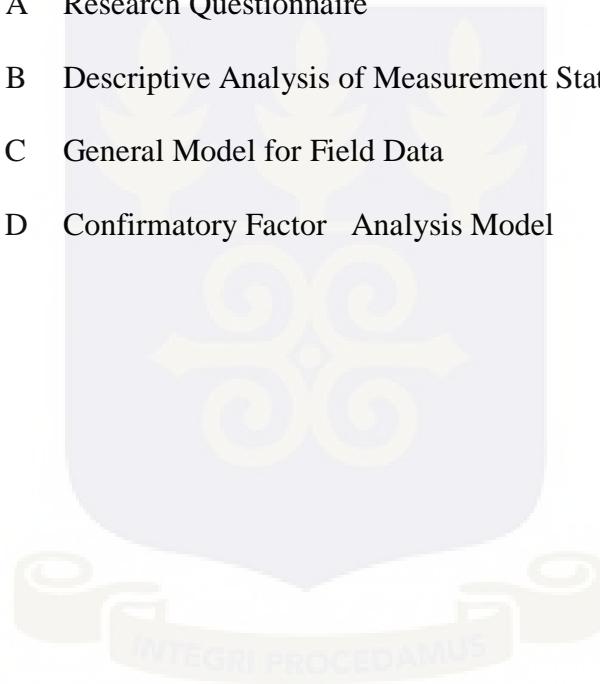 A Research Questionnaire
B Descriptive Analysis of Measurement
C General Model for Field Data
D Confirmatory Factor Analysis Model
INTEGRI PROCEDAMUS